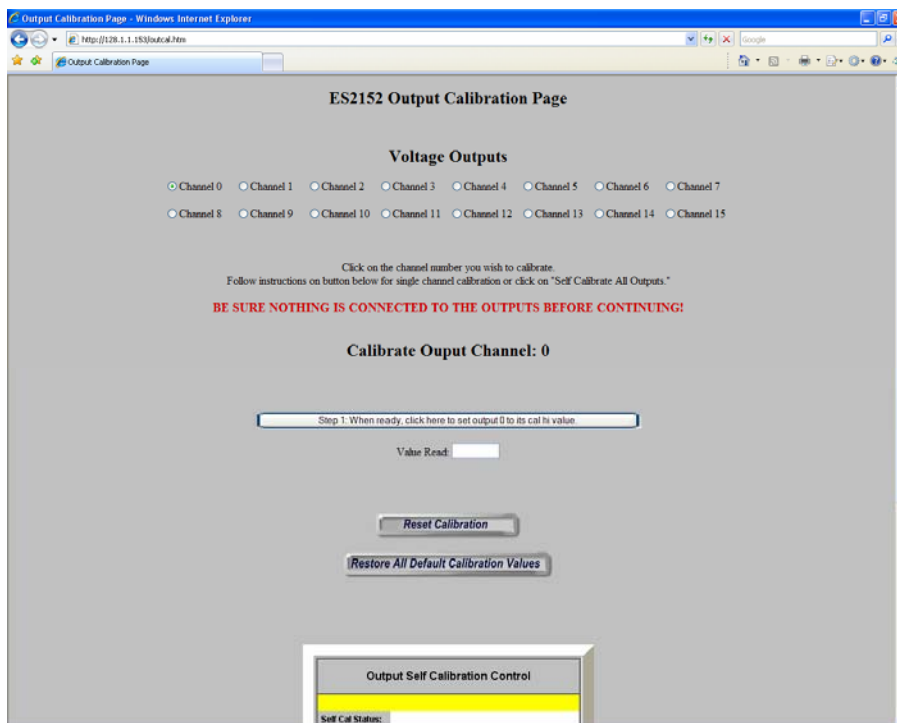 Output Calibration Page - Windows Internet Explorer
http://128.1.1.153/outcal.htm
Google
Output Calibration Page
ES2152 Output Calibration Page
Voltage Outputs
Channel 0 Channel 1 Channel 2 Channel 3 Channel 4 Channel 5 Channel 6 Channel 7
Channel 8 Channel 9 Channel 10 Channel 11 Channel 12 Channel 13 Channel 14 Channel 15
Click on the channel number you wish to calibrate.
Follow instructions on button below for single channel calibration or click on "Self Calibrate All Outputs."
BE SURE NOTHING IS CONNECTED TO THE OUTPUTS BEFORE CONTINUING!
Calibrate Ouput Channel: 0
Step 1: When ready, click here to set output 0 to its cal hi value.
Value Read:
Reset Calibration
Restore All Default Calibration Values
Output Self Calibration Control
Self Cal Status: